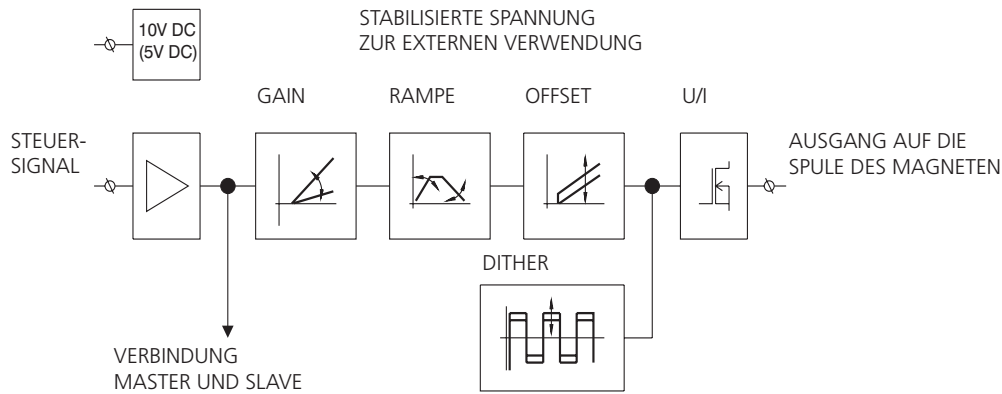 10V DC
(5V DC)
STABILISIERTE SPANNUNG
ZUR EXTERNEN VERWENDUNG
GAIN
RAMPE
OFFSET
U/I
STEUER-
SIGNAL
AUSGANG AUF DIE
SPULE DES MAGNETEN
DITHER
VERBINDUNG
MASTER UND SLAVE